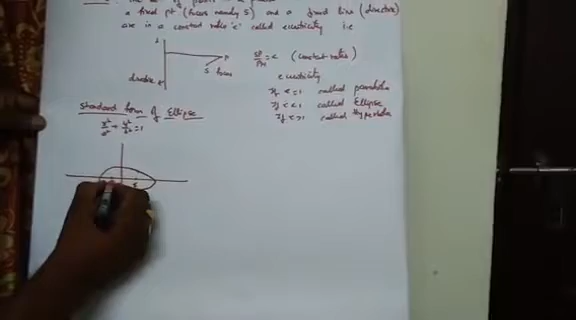 a fixed pt (focus namely S) and a fixed line (directrix)
are in a constant ratio 'e' called eccentricity i.e
SP/PM = e (constant ratio)
S focus
directrix
eccentricity
If e = 1 called parabola
If e < 1 called Ellipse
If e > 1 called Hyperbola
Standard form of Ellipse
x²/a² + y²/b² = 1